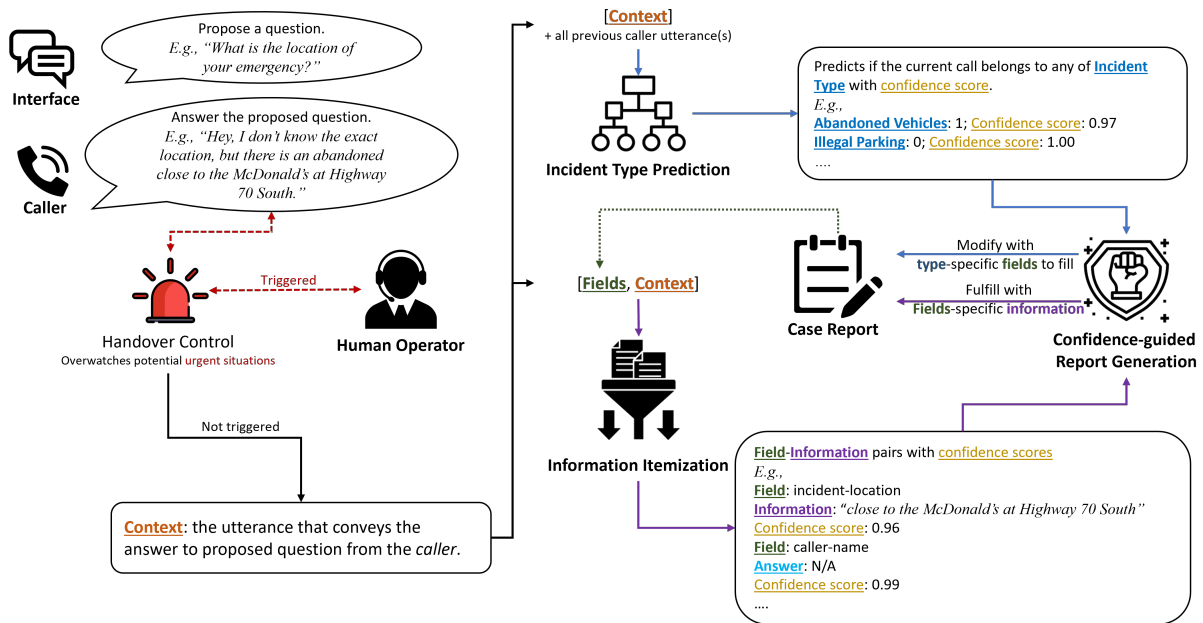 Propose a question.
E.g., “What is the location of
your emergency?”
Interface
Answer the proposed question.
E.g., “Hey, I don’t know the exact
location, but there is an abandoned
close to the McDonald’s at Highway
70 South.”
Caller
Triggered
Handover Control
Overwatches potential urgent situations
Human Operator
Not triggered
Context: the utterance that conveys the
answer to proposed question from the caller.
[Context]
+ all previous caller utterance(s)
Incident Type Prediction
Predicts if the current call belongs to any of Incident
Type with confidence score.
E.g.,
Abandoned Vehicles: 1; Confidence score: 0.97
Illegal Parking: 0; Confidence score: 1.00
....
[Fields, Context]
Case Report
Modify with
type-specific fields to fill
Fulfill with
Fields-specific information
Confidence-guided
Report Generation
Information Itemization
Field-Information pairs with confidence scores
E.g.,
Field: incident-location
Information: “close to the McDonald’s at Highway 70 South”
Confidence score: 0.96
Field: caller-name
Answer: N/A
Confidence score: 0.99
....